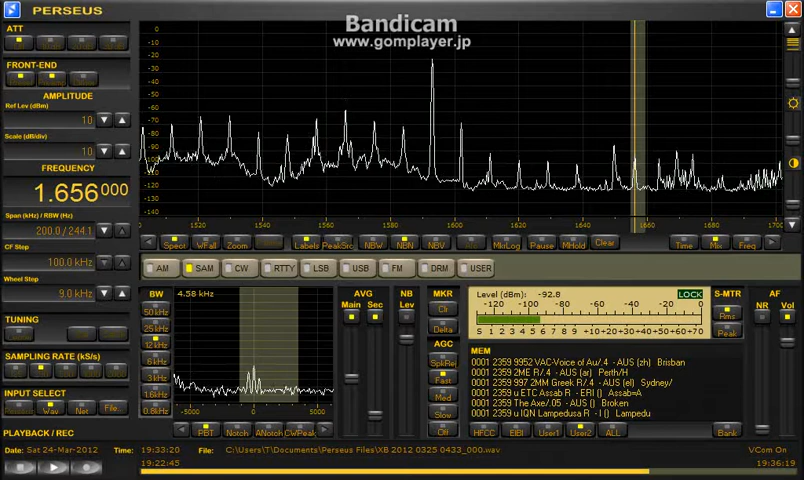 PERSEUS
Bandicam
www.gomplayer.jp
ATT
FRONT-END
AMPLITUDE
Ref Lev (dBm)
10
Scale (dB/div)
10
FREQUENCY
1.656000
Span (kHz) / RBW (Hz)
200.0 / 244.1
CF Step
100.0 kHz
Wheel Step
9.0 kHz
TUNING
SAMPLING RATE (kS/s)
INPUT SELECT
Wav Net File..
0
-10
-20
-30
-40
-50
-60
-70
-80
-90
-100
-110
-120
-130
-140
1520 1540 1560 1580 1600 1620 1640 1660 1680 1700
Spect WFall Zoom Labels PeakSrc NBW NBN NBV MkrLog Pause MHold Clear Time Mix Freq
AM SAM CW RTTY LSB USB FM DRM USER
BW
50 kHz
25 kHz
12 kHz
6 kHz
3 kHz
1.6 kHz
0.8 kHz
4.58 kHz
-5000 0 5000
PBT Notch ANotch CWPeak
AVG
Main Sec
NB
Lev
MKR
Clr
Delta
AGC
SpkRej
Fast
Med
Slow
Off
Level (dBm): -92.8 LOCK
-120 -100 -80 -60 -40 -20
S 1 2 3 4 5 6 7 8 9 +10 +20 +30 +40 +50 +60 +70
S-MTR
Rms
Peak
AF
NR Vol
MEM
0001 2359 9952 VAC-Voice of Au/.4 - AUS (zh) Brisban
0001 2359 2ME R/.4 - AUS (ar) Perth/H
0001 2359 997 2MM Greek R/.4 - AUS (el) Sydney/
0001 2359 u ETC Assab R - ERI () Assab=A
0001 2359 The Axe/.05 - AUS () Broken
0001 2359 u IQN Lampedusa R - I () Lampedu
HFCC EIBI User1 User2 ALL Bank
PLAYBACK / REC
Date: Sat 24-Mar-2012 Time: 19:33:20 File: C:\Users\T\Documents\Perseus Files\XB 2012 0325 0433_000.wav VCom On
19:22:45 19:36:19